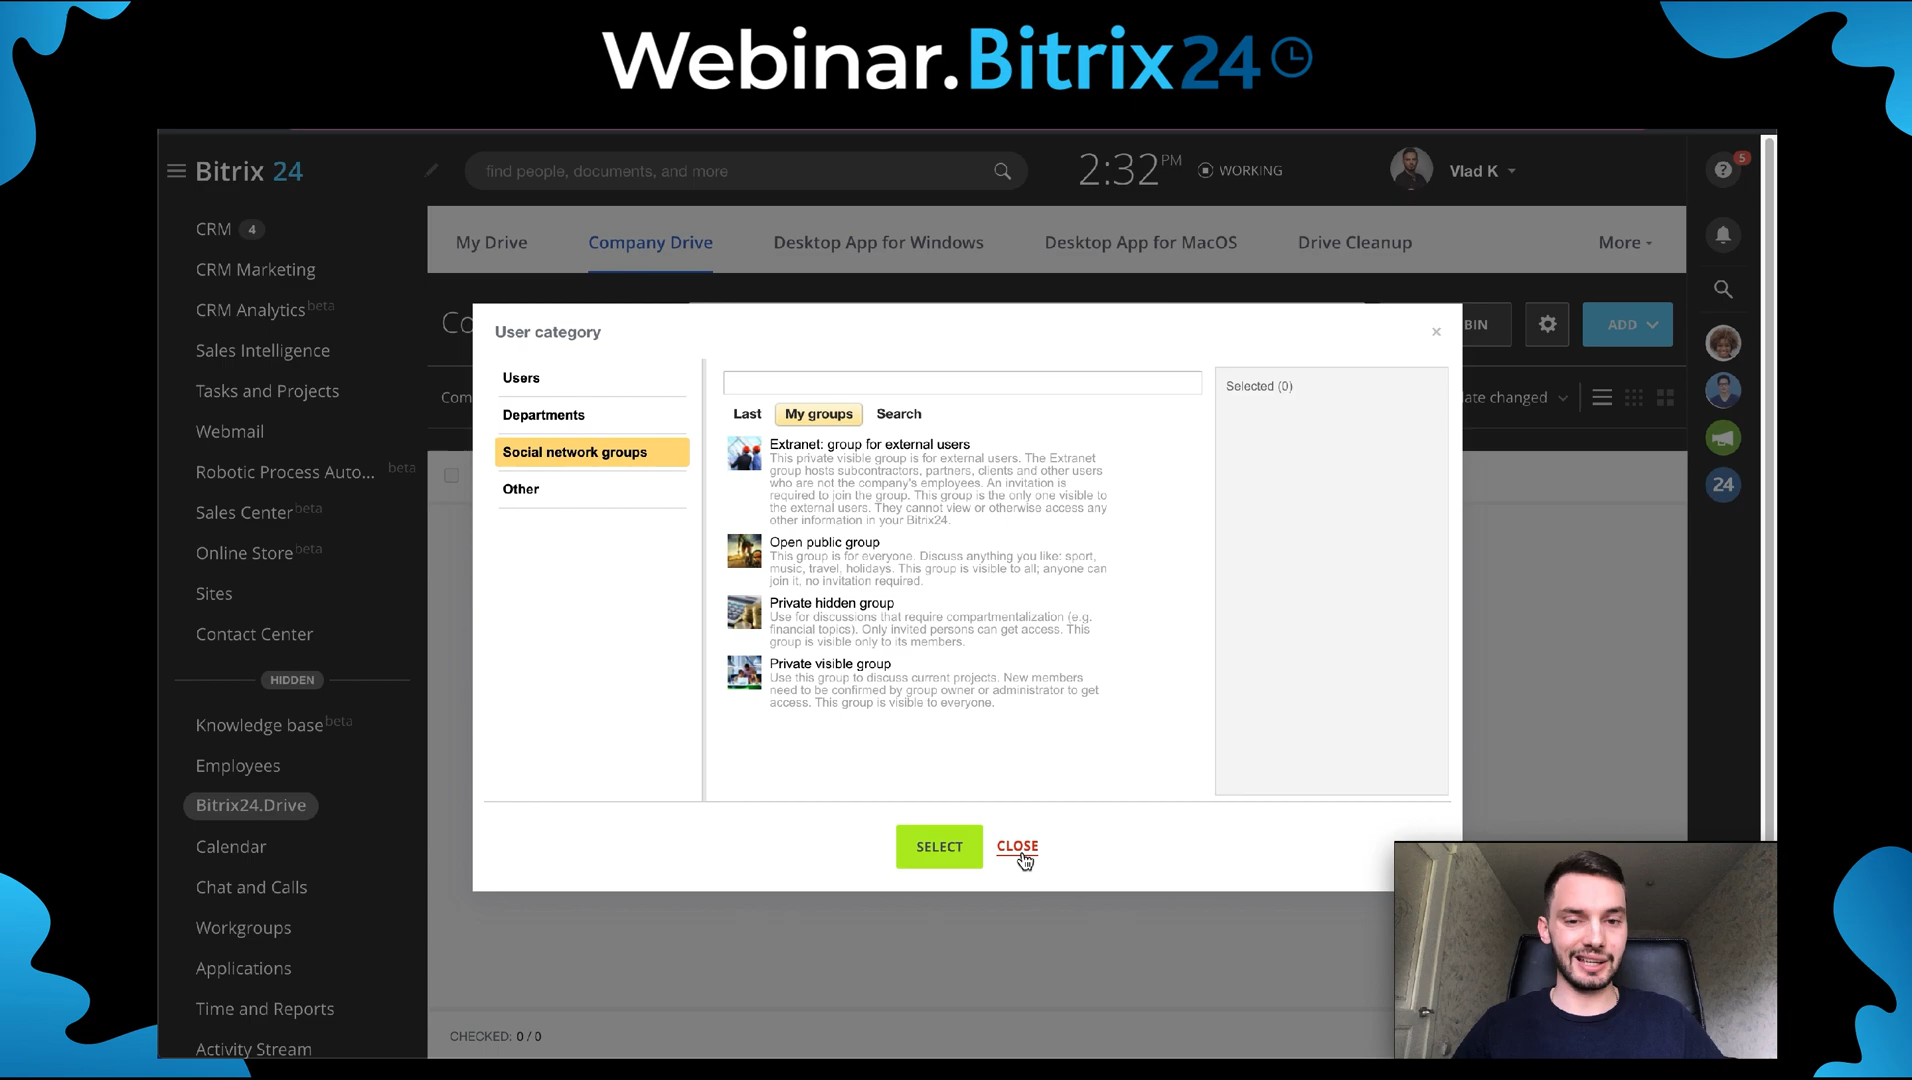 Webinar.Bitrix24
Bitrix 24
find people, documents, and more
2:32 PM
WORKING
Vlad K
5
CRM 4
CRM Marketing
CRM Analytics beta
Sales Intelligence
Tasks and Projects
Webmail
Robotic Process Auto... beta
Sales Center beta
Online Store beta
Sites
Contact Center
HIDDEN
Knowledge base beta
Employees
Bitrix24.Drive
Calendar
Chat and Calls
Workgroups
Applications
Time and Reports
Activity Stream
My Drive
Company Drive
Desktop App for Windows
Desktop App for MacOS
Drive Cleanup
More
Co
BIN
ADD
Com
ate changed
User category
×
Users
Departments
Social network groups
Other
Last
My groups
Search
Extranet: group for external users
This private visible group is for external users. The Extranet
group hosts subcontractors, partners, clients and other users
who are not the company's employees. An invitation is
required to join the group. This group is the only one visible to
the external users. They cannot view or otherwise access any
other information in your Bitrix24.
Open public group
This group is for everyone. Discuss anything you like: sport,
music, travel, holidays. This group is visible to all; anyone can
join it, no invitation required.
Private hidden group
Use for discussions that require compartmentalization (e.g.
financial topics). Only invited persons can get access. This
group is visible only to its members.
Private visible group
Use this group to discuss current projects. New members
need to be confirmed by group owner or administrator to get
access. This group is visible to everyone.
Selected (0)
SELECT
CLOSE
24
CHECKED: 0 / 0